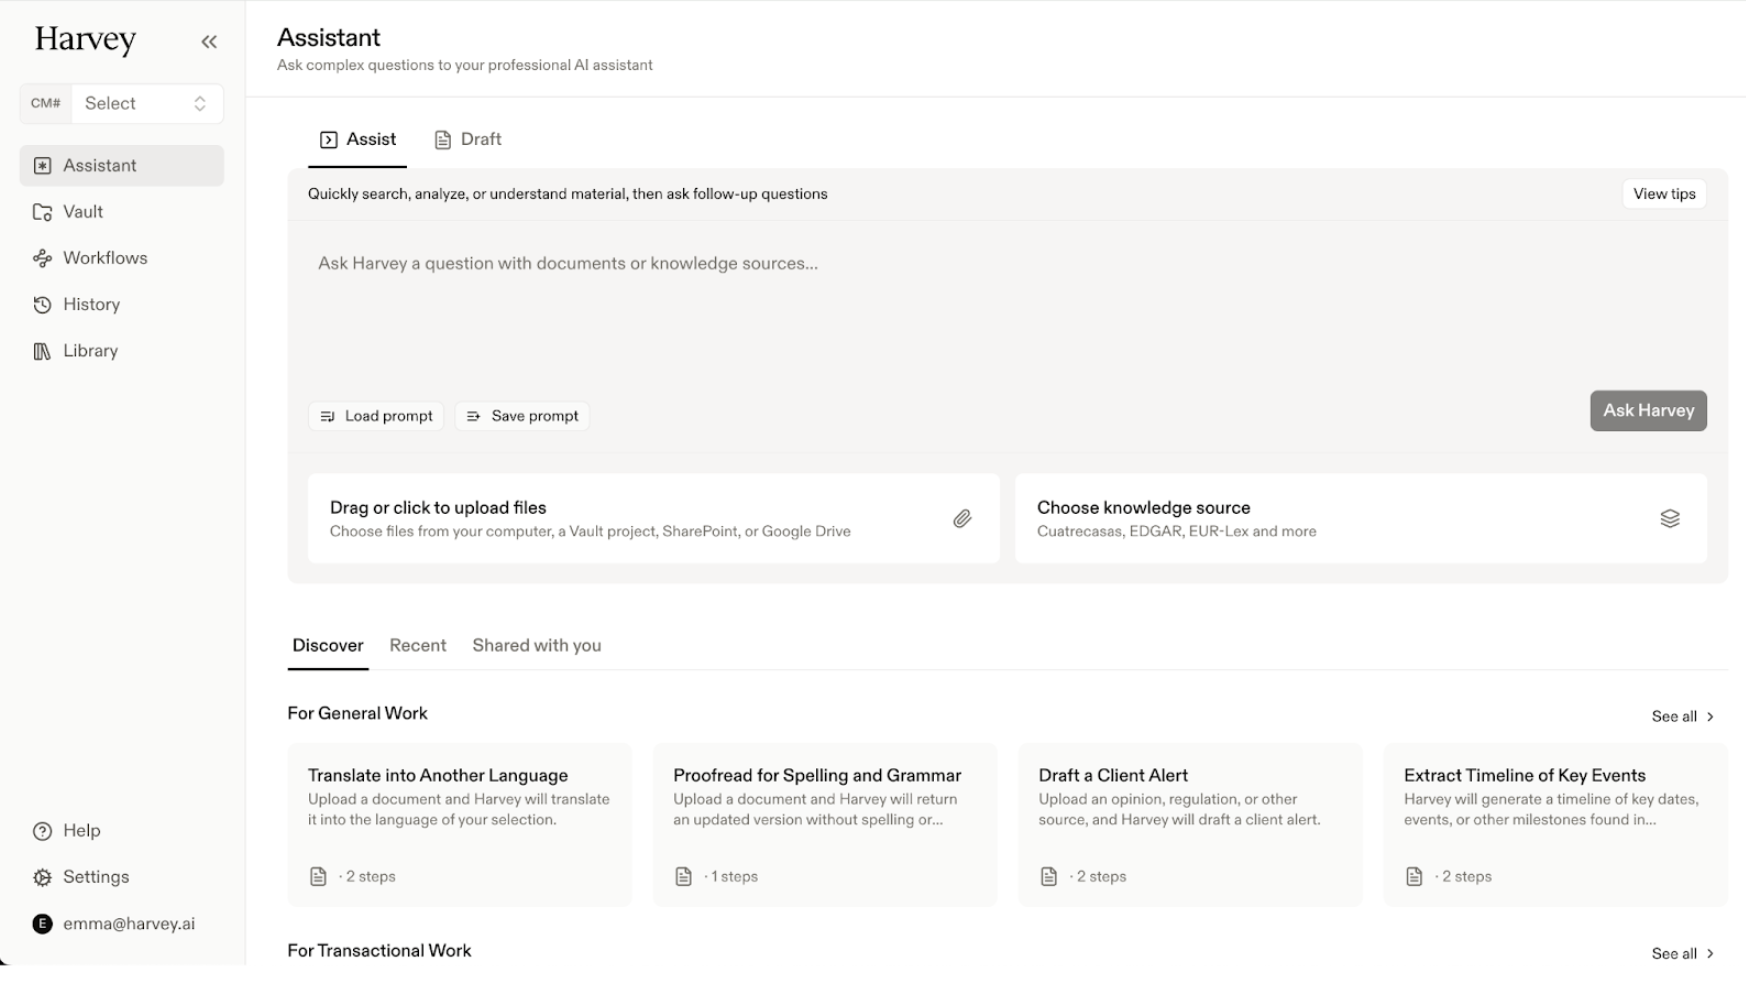 Harvey
CM# Select
Assistant
Vault
Workflows
History
Library
Help
Settings
E emma@harvey.ai
Assistant
Ask complex questions to your professional AI assistant
Assist
Draft
Quickly search, analyze, or understand material, then ask follow-up questions
View tips
Ask Harvey a question with documents or knowledge sources...
Load prompt
Save prompt
Ask Harvey
Drag or click to upload files
Choose files from your computer, a Vault project, SharePoint, or Google Drive
Choose knowledge source
Cuatrecasas, EDGAR, EUR-Lex and more
Discover
Recent
Shared with you
For General Work
See all
Translate into Another Language
Upload a document and Harvey will translate
it into the language of your selection.
· 2 steps
Proofread for Spelling and Grammar
Upload a document and Harvey will return
an updated version without spelling or...
· 1 steps
Draft a Client Alert
Upload an opinion, regulation, or other
source, and Harvey will draft a client alert.
· 2 steps
Extract Timeline of Key Events
Harvey will generate a timeline of key dates,
events, or other milestones found in...
· 2 steps
For Transactional Work
See all